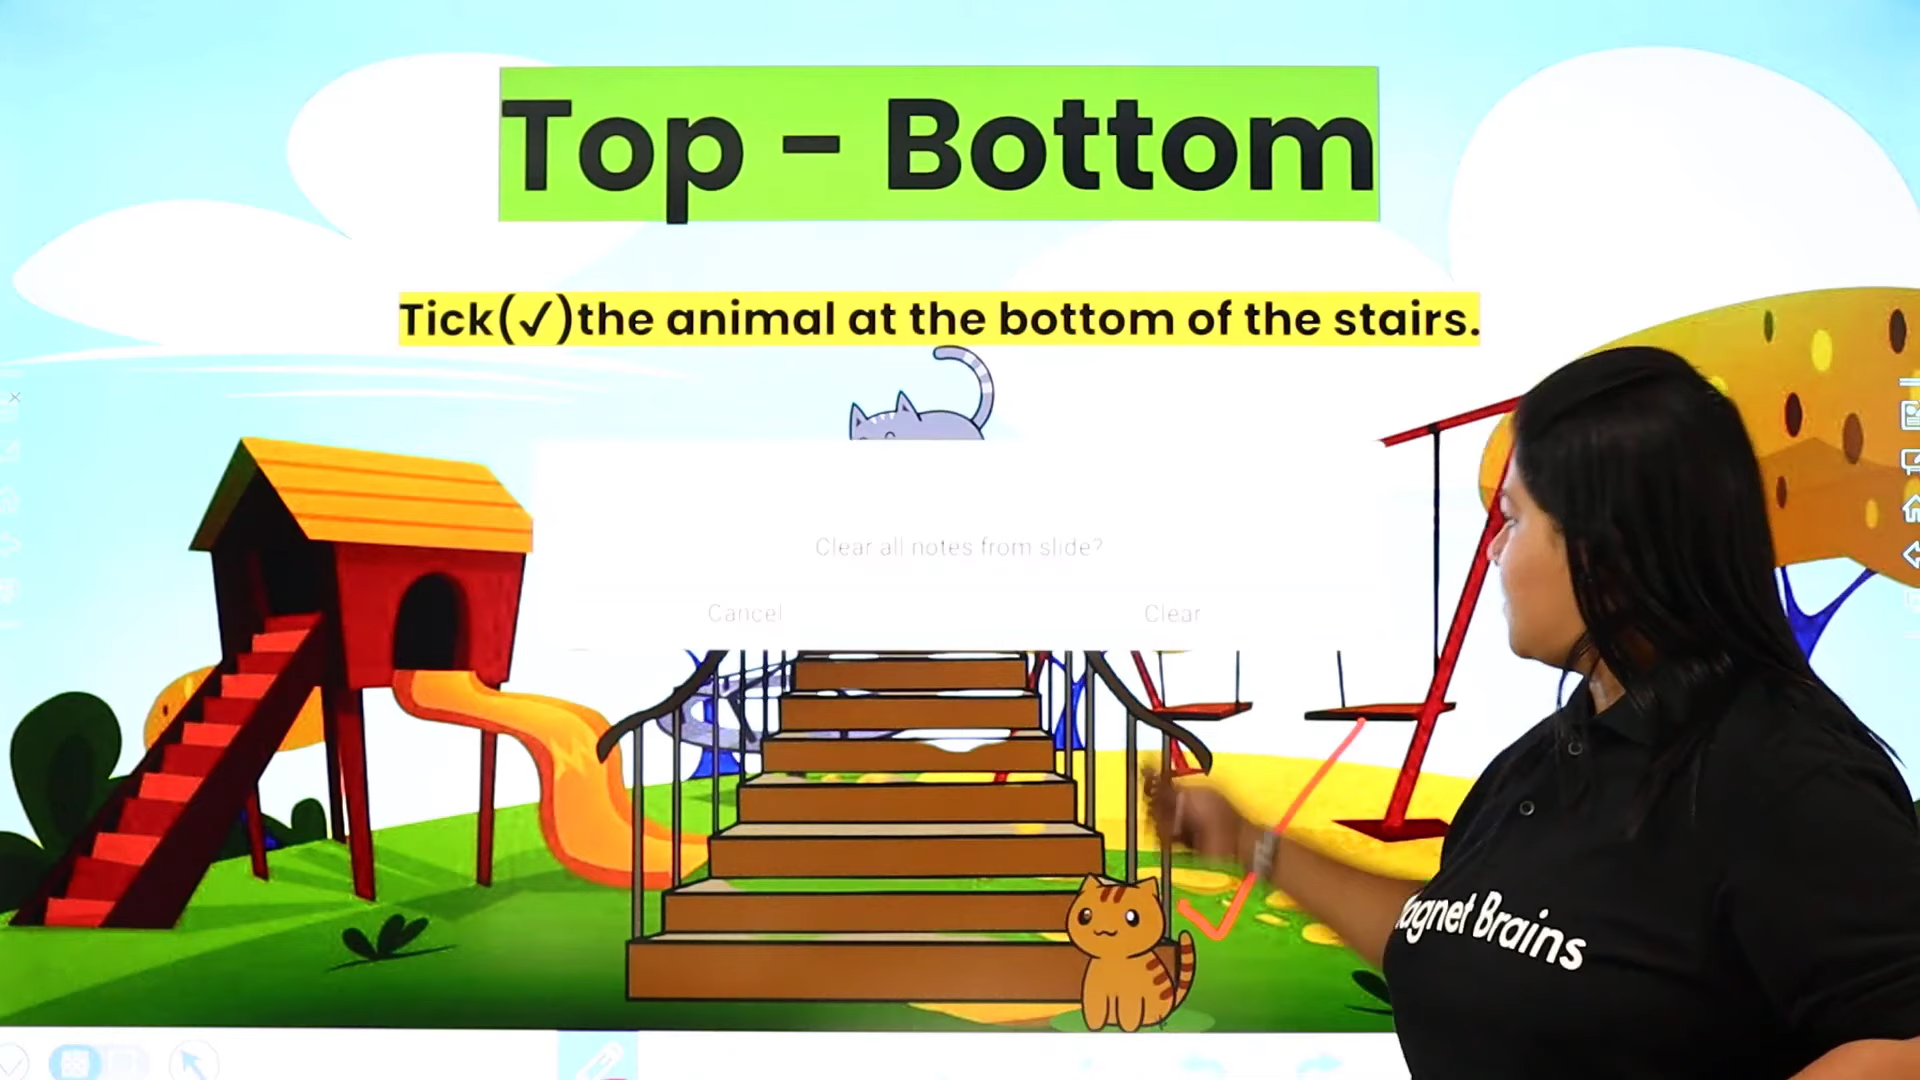 Top - Bottom
Tick(✓)the animal at the bottom of the stairs.
Clear all notes from slide?
Cancel
Clear
agnet Brains